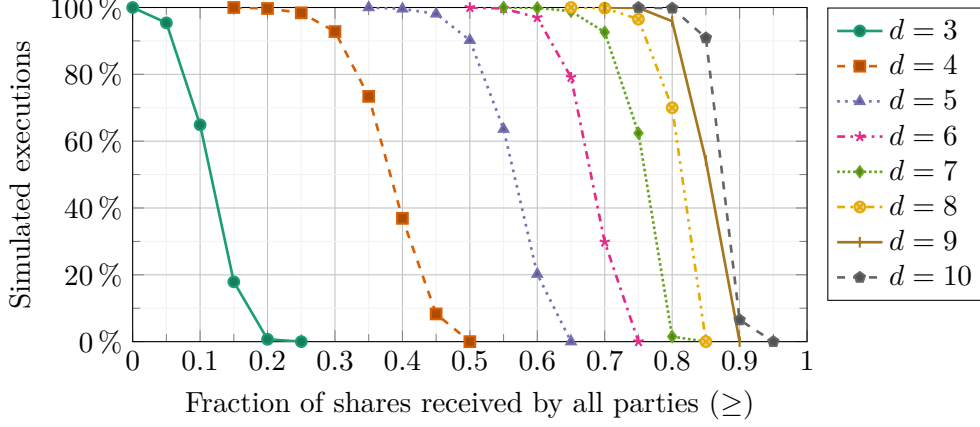 100 %
80 %
60 %
40 %
20 %
0 %
Simulated executions
0 0.1 0.2 0.3 0.4 0.5 0.6 0.7 0.8 0.9 1
Fraction of shares received by all parties (≥)
d = 3
d = 4
d = 5
d = 6
d = 7
d = 8
d = 9
d = 10